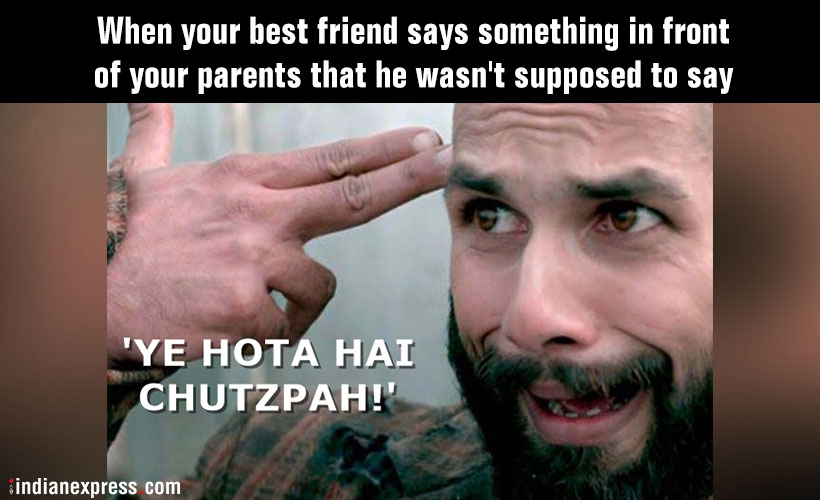 When your best friend says something in front
of your parents that he wasn't supposed to say
'YE HOTA HAI
CHUTZPAH!'
indianexpress.com